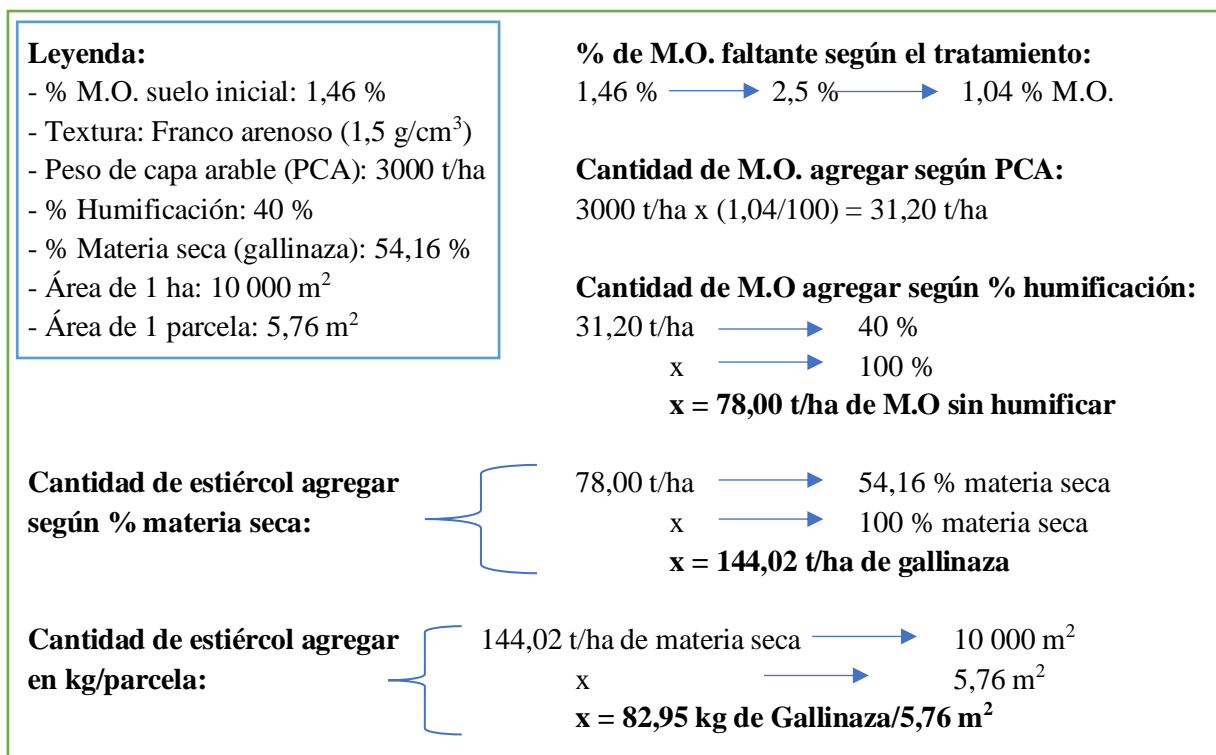 Leyenda:
- % M.O. suelo inicial: 1,46 %
- Textura: Franco arenoso (1,5 g/cm³)
- Peso de capa arable (PCA): 3000 t/ha
- % Humificación: 40 %
- % Materia seca (gallinaza): 54,16 %
- Área de 1 ha: 10 000 m²
- Área de 1 parcela: 5,76 m²
% de M.O. faltante según el tratamiento:
1,46 % → 2,5 % → 1,04 % M.O.
Cantidad de M.O. agregar según PCA:
3000 t/ha x (1,04/100) = 31,20 t/ha
Cantidad de M.O agregar según % humificación:
31,20 t/ha → 40 %
x → 100 %
x = 78,00 t/ha de M.O sin humificar
Cantidad de estiércol agregar
según % materia seca:
78,00 t/ha → 54,16 % materia seca
x → 100 % materia seca
x = 144,02 t/ha de gallinaza
Cantidad de estiércol agregar
en kg/parcela:
144,02 t/ha de materia seca → 10 000 m²
x → 5,76 m²
x = 82,95 kg de Gallinaza/5,76 m²